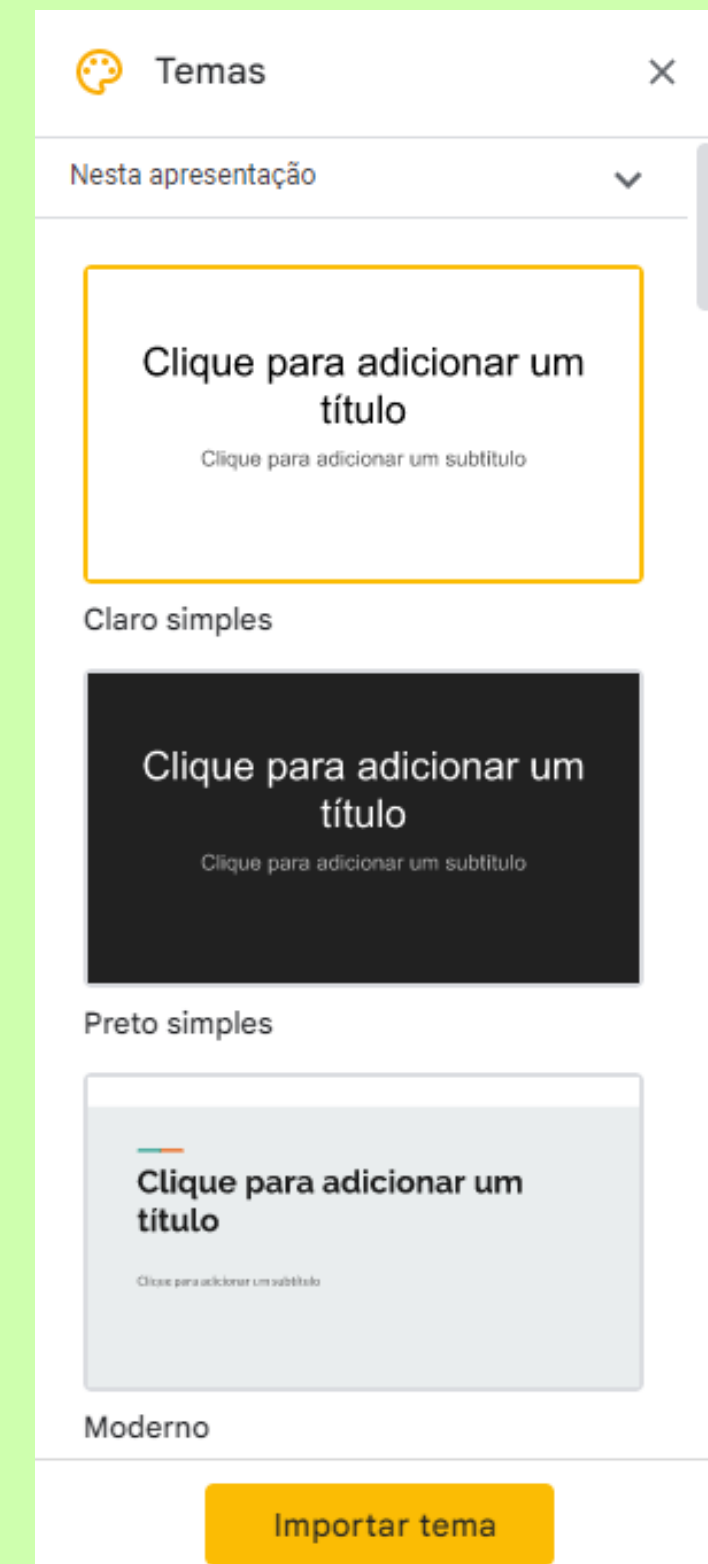 Temas
Nesta apresentação
Clique para adicionar um
título
Clique para adicionar um subtítulo
Claro simples
Clique para adicionar um
título
Clique para adicionar um subtítulo
Preto simples
Clique para adicionar um
título
Clique para adicionar um subtítulo
Moderno
Importar tema